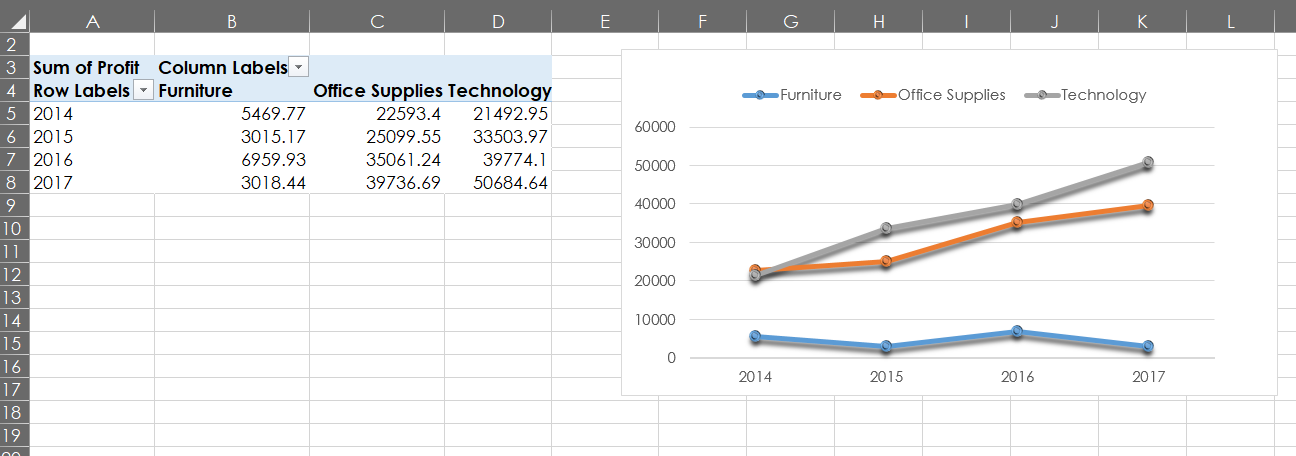 A B C D E F G H I J K L
2
3 Sum of Profit Column Labels
4 Row Labels Furniture Office Supplies Technology
5 2014 5469.77 22593.4 21492.95
6 2015 3015.17 25099.55 33503.97
7 2016 6959.93 35061.24 39774.1
8 2017 3018.44 39736.69 50684.64
9
10
11
12
13
14
15
16
17
18
19
Furniture Office Supplies Technology
60000
50000
40000
30000
20000
10000
0
2014 2015 2016 2017